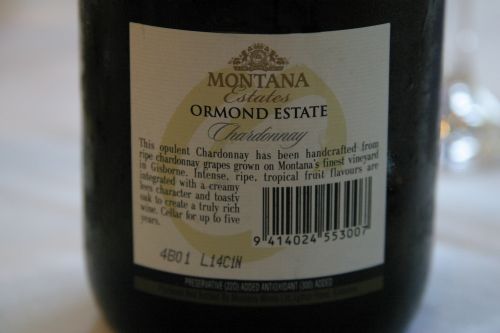 MONTANA
Estates
ORMOND ESTATE
Chardonnay
This opulent Chardonnay has been handcrafted from
ripe chardonnay grapes grown on Montana's finest vineyard
in Gisborne. Intense, ripe, tropical fruit flavours are
integrated with a creamy
lees character and toasty
oak to create a truly rich
wine. Cellar for up to five
years.
9 414024 553007
4B01 L14C1N
PRESERVATIVE (220) ADDED ANTIOXIDANT (300) ADDED